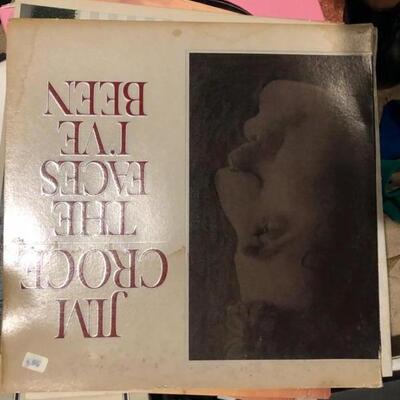 JIM
CROCE
THE
FACES
I'VE
BEEN